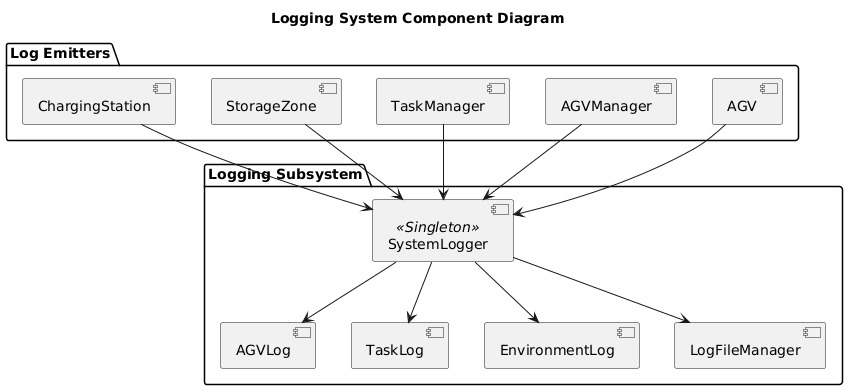 Logging System Component Diagram
Log Emitters
ChargingStation
StorageZone
TaskManager
AGVManager
AGV
Logging Subsystem
«Singleton»
SystemLogger
AGVLog
TaskLog
EnvironmentLog
LogFileManager